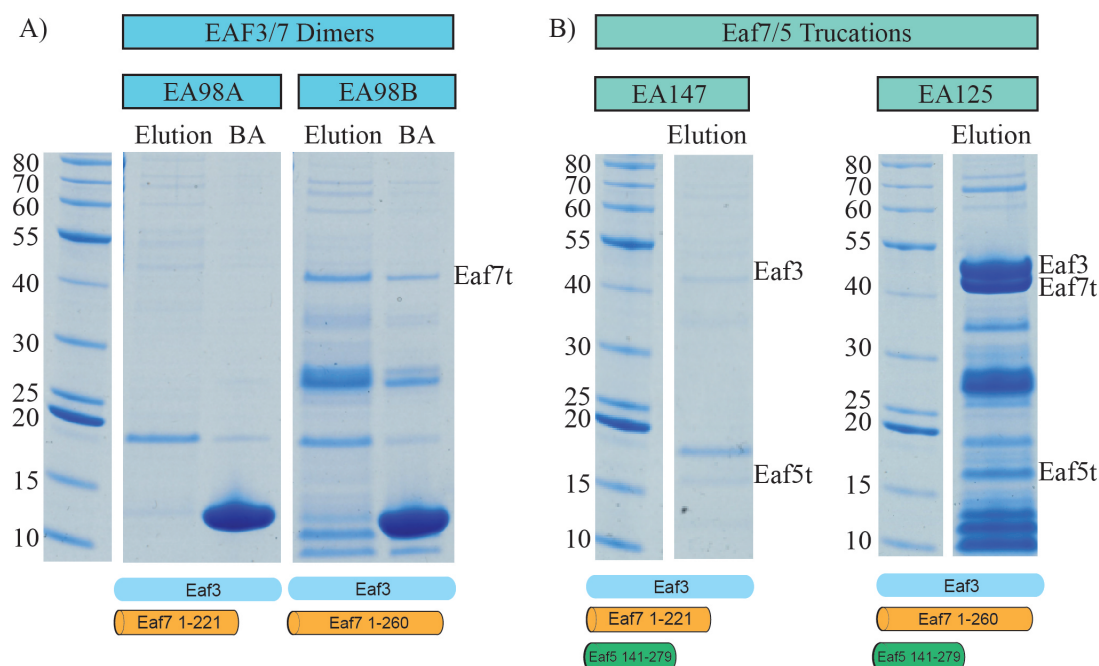 A)
EAF3/7 Dimers
EA98A
EA98B
Elution BA
Elution BA
80
70
60
55
40
30
25
20
15
10
Eaf7t
Eaf3
Eaf7 1-221
Eaf3
Eaf7 1-260
B)
Eaf7/5 Trucations
EA147
EA125
Elution
Elution
80
70
60
55
40
30
25
20
15
10
Eaf3
Eaf5t
80
70
60
55
40
30
25
20
15
10
Eaf3
Eaf7t
Eaf5t
Eaf3
Eaf7 1-221
Eaf5 141-279
Eaf3
Eaf7 1-260
Eaf5 141-279